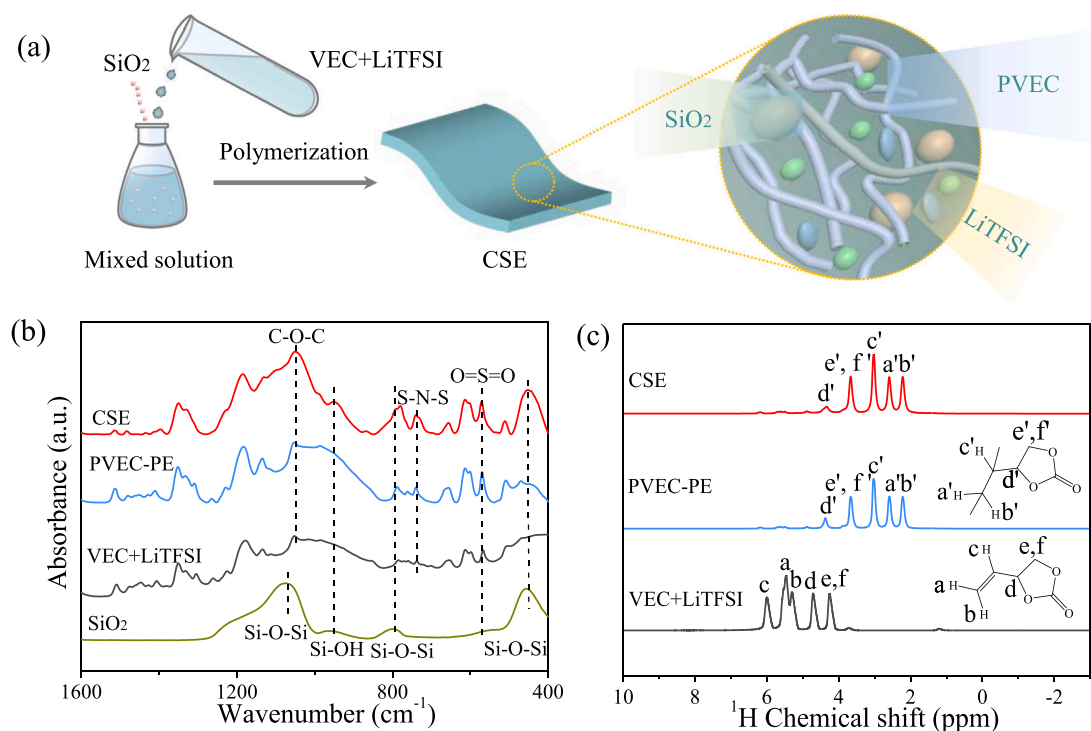 (a)
SiO₂
VEC+LiTFSI
Polymerization
Mixed solution
CSE
SiO₂
PVEC
LiTFSI
(b)
C-O-C
O=S=O
S-N-S
CSE
PVEC-PE
VEC+LiTFSI
SiO₂
Si-O-Si
Si-OH
Si-O-Si
Si-O-Si
Absorbance (a.u.)
1600 1200 800 400
Wavenumber (cm⁻¹)
(c)
CSE
d' e', f ' c' a' b'
PVEC-PE
d' e', f ' c' a' b'
e', f'
c' H
d' O
O O
a' H
H b'
VEC+LiTFSI
c a b d e,f
c H e,f
a H d O
O O
b H
10 8 6 4 2 0 -2
¹H Chemical shift (ppm)